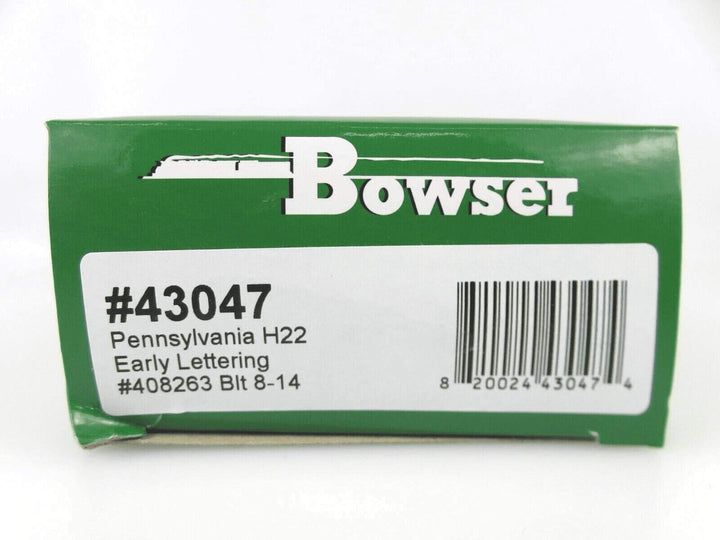 Bowser
#43047
Pennsylvania H22
Early Lettering
#408263 Blt 8-14
8 20024 43047 4